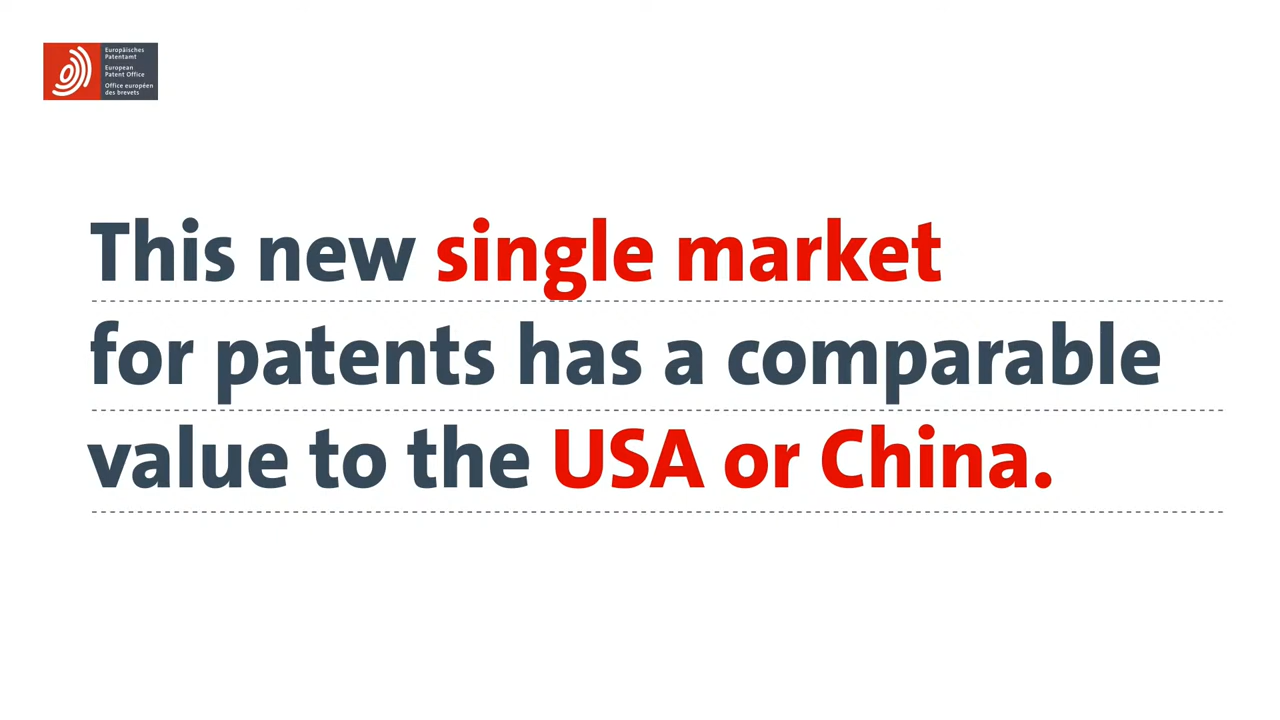 Europäisches
Patentamt
European
Patent Office
Office européen
des brevets
This new single market
for patents has a comparable
value to the USA or China.